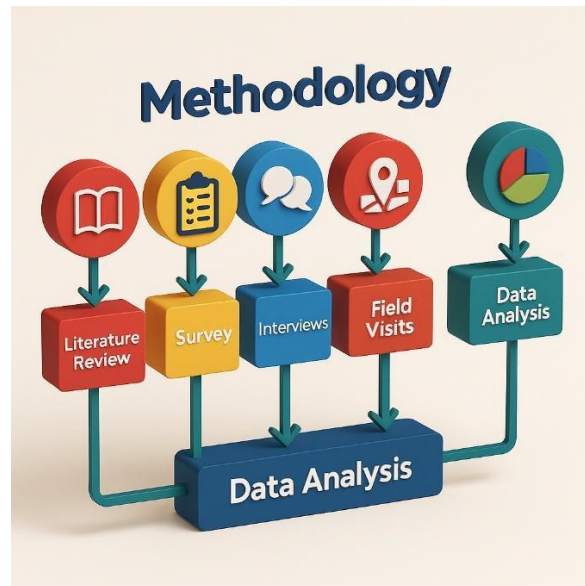 Methodology
Literature
Review
Survey
Interviews
Field
Visits
Data
Analysis
Data Analysis